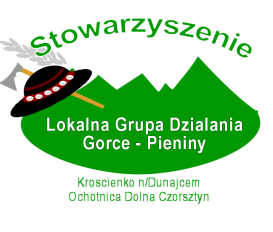 Stowarzyszenie
Lokalna Grupa Dzialania
Gorce - Pieniny
Kroscienko n/Dunajcem
Ochotnica Dolna Czorsztyn